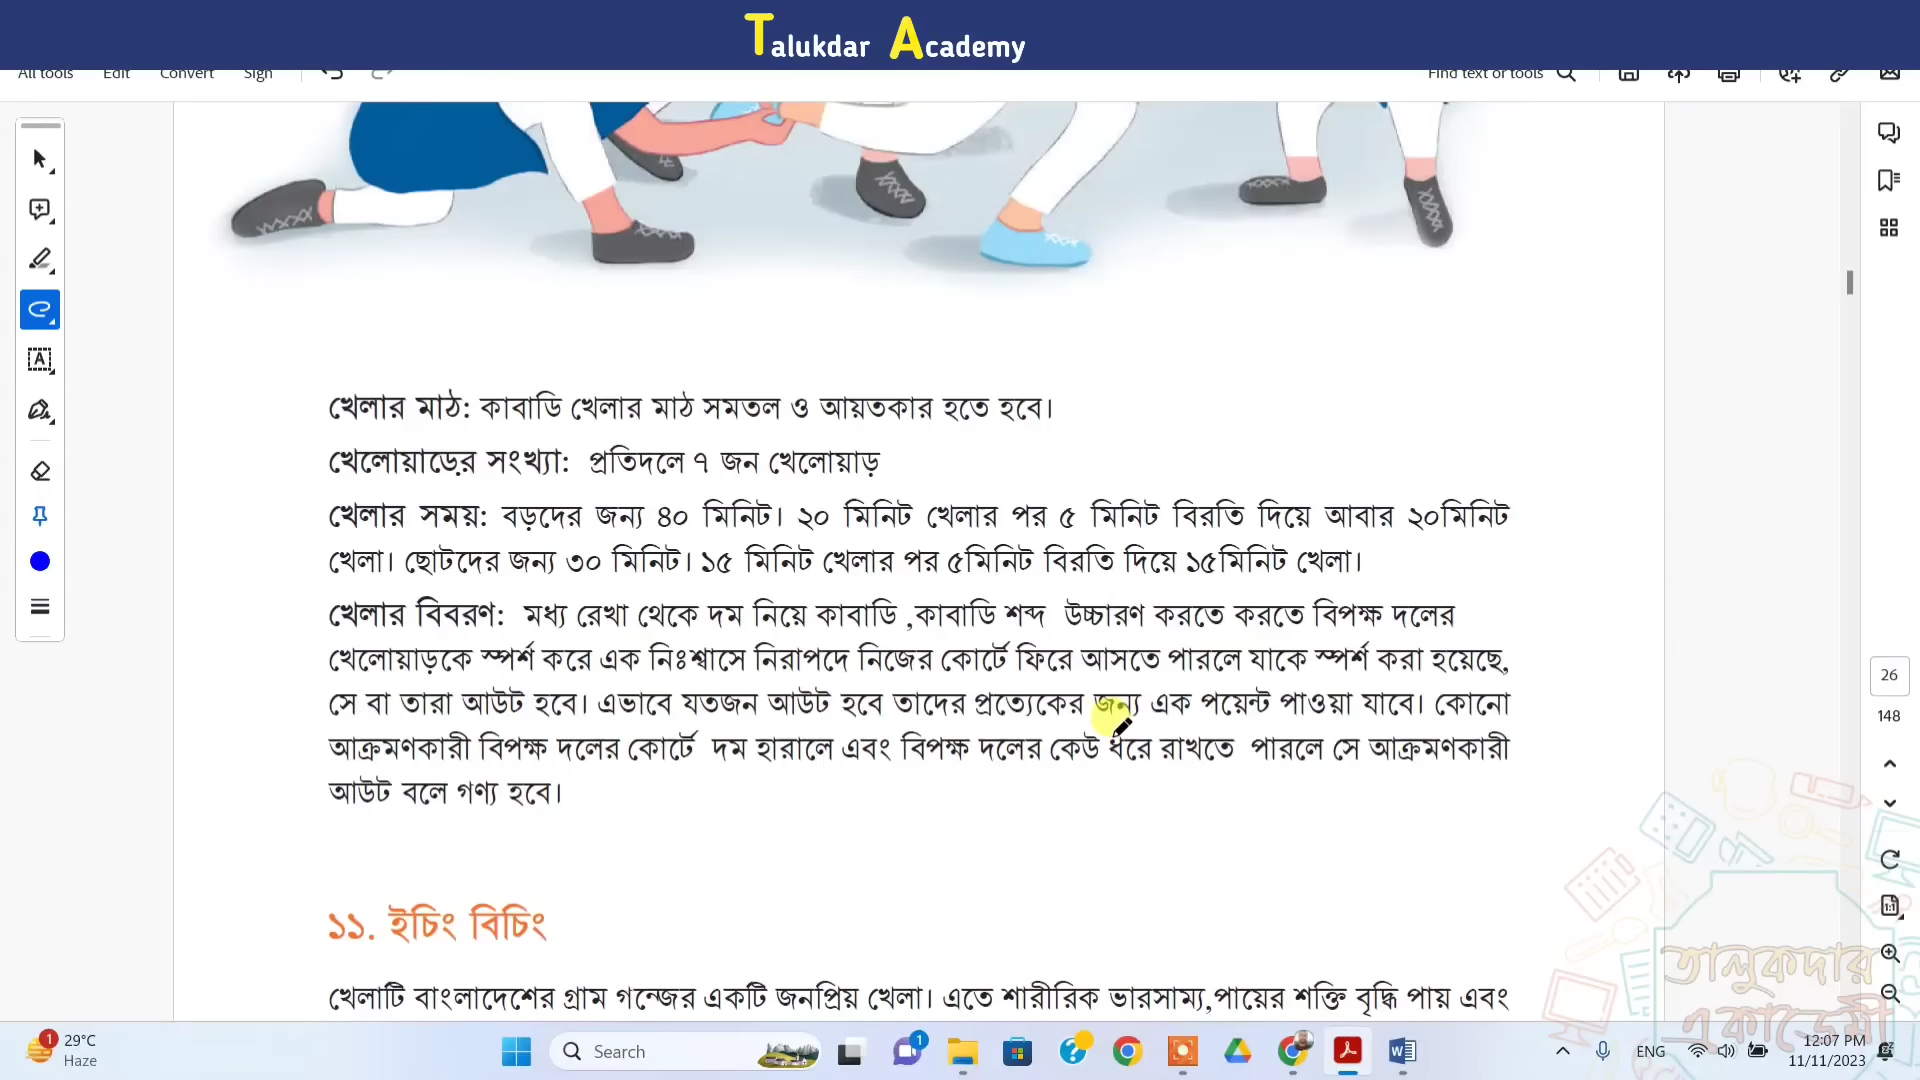 Talukdar Academy
All tools Edit Convert Sign Find text or tools
খেলার মাঠ: কাবাডি খেলার মাঠ সমতল ও আয়তকার হতে হবে।
খেলোয়াড়ের সংখ্যা: প্রতিদলে ৭ জন খেলোয়াড়
খেলার সময়: বড়দের জন্য ৪০ মিনিট। ২০ মিনিট খেলার পর ৫ মিনিট বিরতি দিয়ে আবার ২০মিনিট
খেলা। ছোটদের জন্য ৩০ মিনিট। ১৫ মিনিট খেলার পর ৫মিনিট বিরতি দিয়ে ১৫মিনিট খেলা।
খেলার বিবরণ: মধ্য রেখা থেকে দম নিয়ে কাবাডি ,কাবাডি শব্দ উচ্চারণ করতে করতে বিপক্ষ দলের
খেলোয়াড়কে স্পর্শ করে এক নিঃশ্বাসে নিরাপদে নিজের কোর্টে ফিরে আসতে পারলে যাকে স্পর্শ করা হয়েছে,
সে বা তারা আউট হবে। এভাবে যতজন আউট হবে তাদের প্রত্যেকের জন্য এক পয়েন্ট পাওয়া যাবে। কোনো
আক্রমণকারী বিপক্ষ দলের কোর্টে দম হারালে এবং বিপক্ষ দলের কেউ ধরে রাখতে পারলে সে আক্রমণকারী
আউট বলে গণ্য হবে।
১১. ইচিং বিচিং
খেলাটি বাংলাদেশের গ্রাম গন্জের একটি জনপ্রিয় খেলা। এতে শারীরিক ভারসাম্য,পায়ের শক্তি বৃদ্ধি পায় এবং
26
148
তালুকদার
একাডেমী
1
29°C
Haze
Search
1
ENG
12:07 PM
11/11/2023